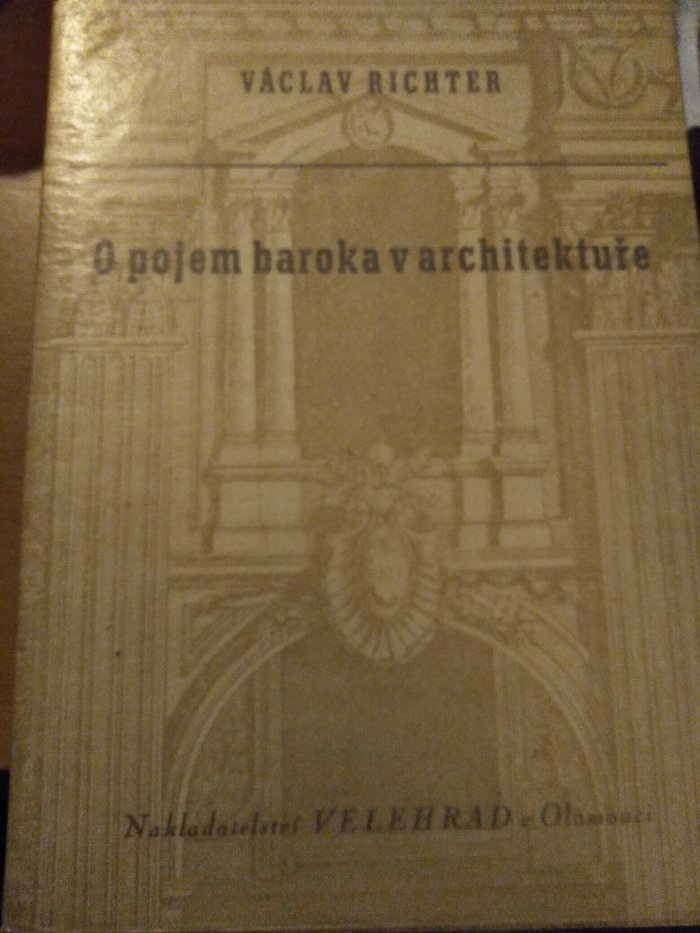 VÁCLAV RICHTER
O pojem baroka v architektuře
Nakladatelství VELEHRAD v Olomouci